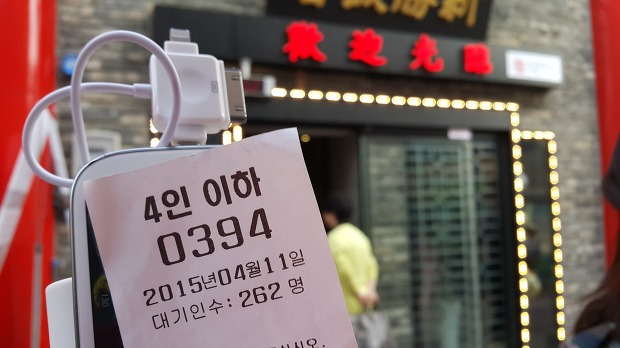 歡迎光臨
4인 이하
0394
2015년04월11일
대기인수: 262 명